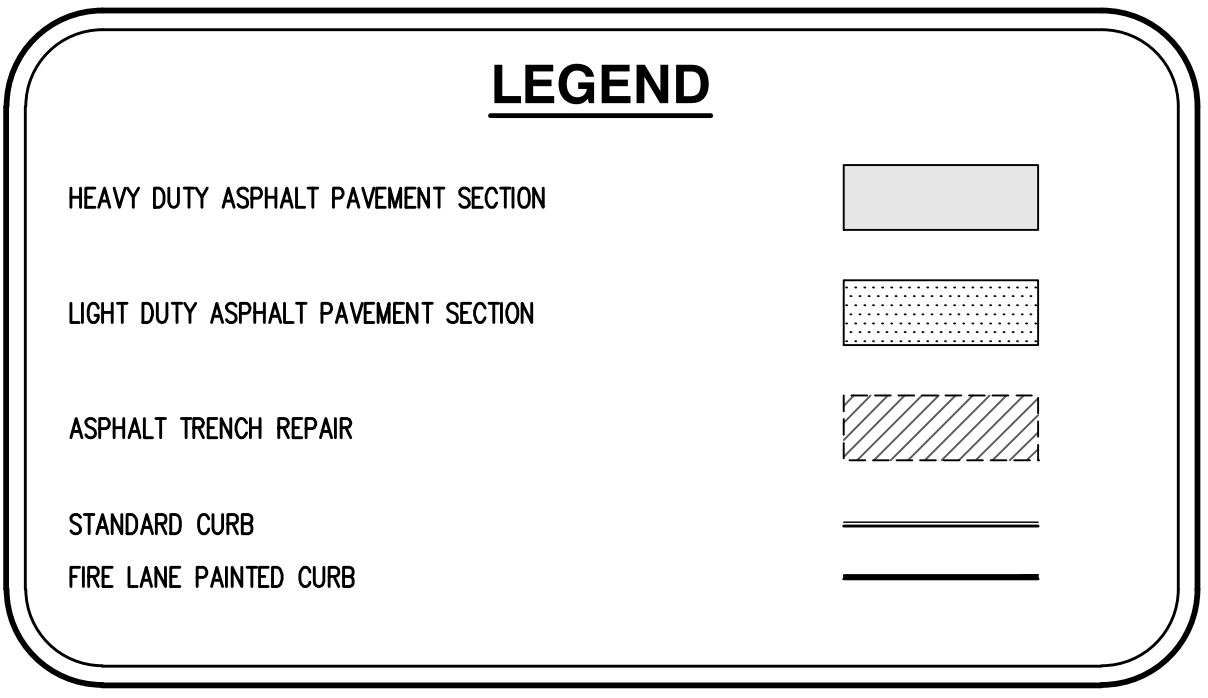 LEGEND
HEAVY DUTY ASPHALT PAVEMENT SECTION
LIGHT DUTY ASPHALT PAVEMENT SECTION
ASPHALT TRENCH REPAIR
STANDARD CURB
FIRE LANE PAINTED CURB